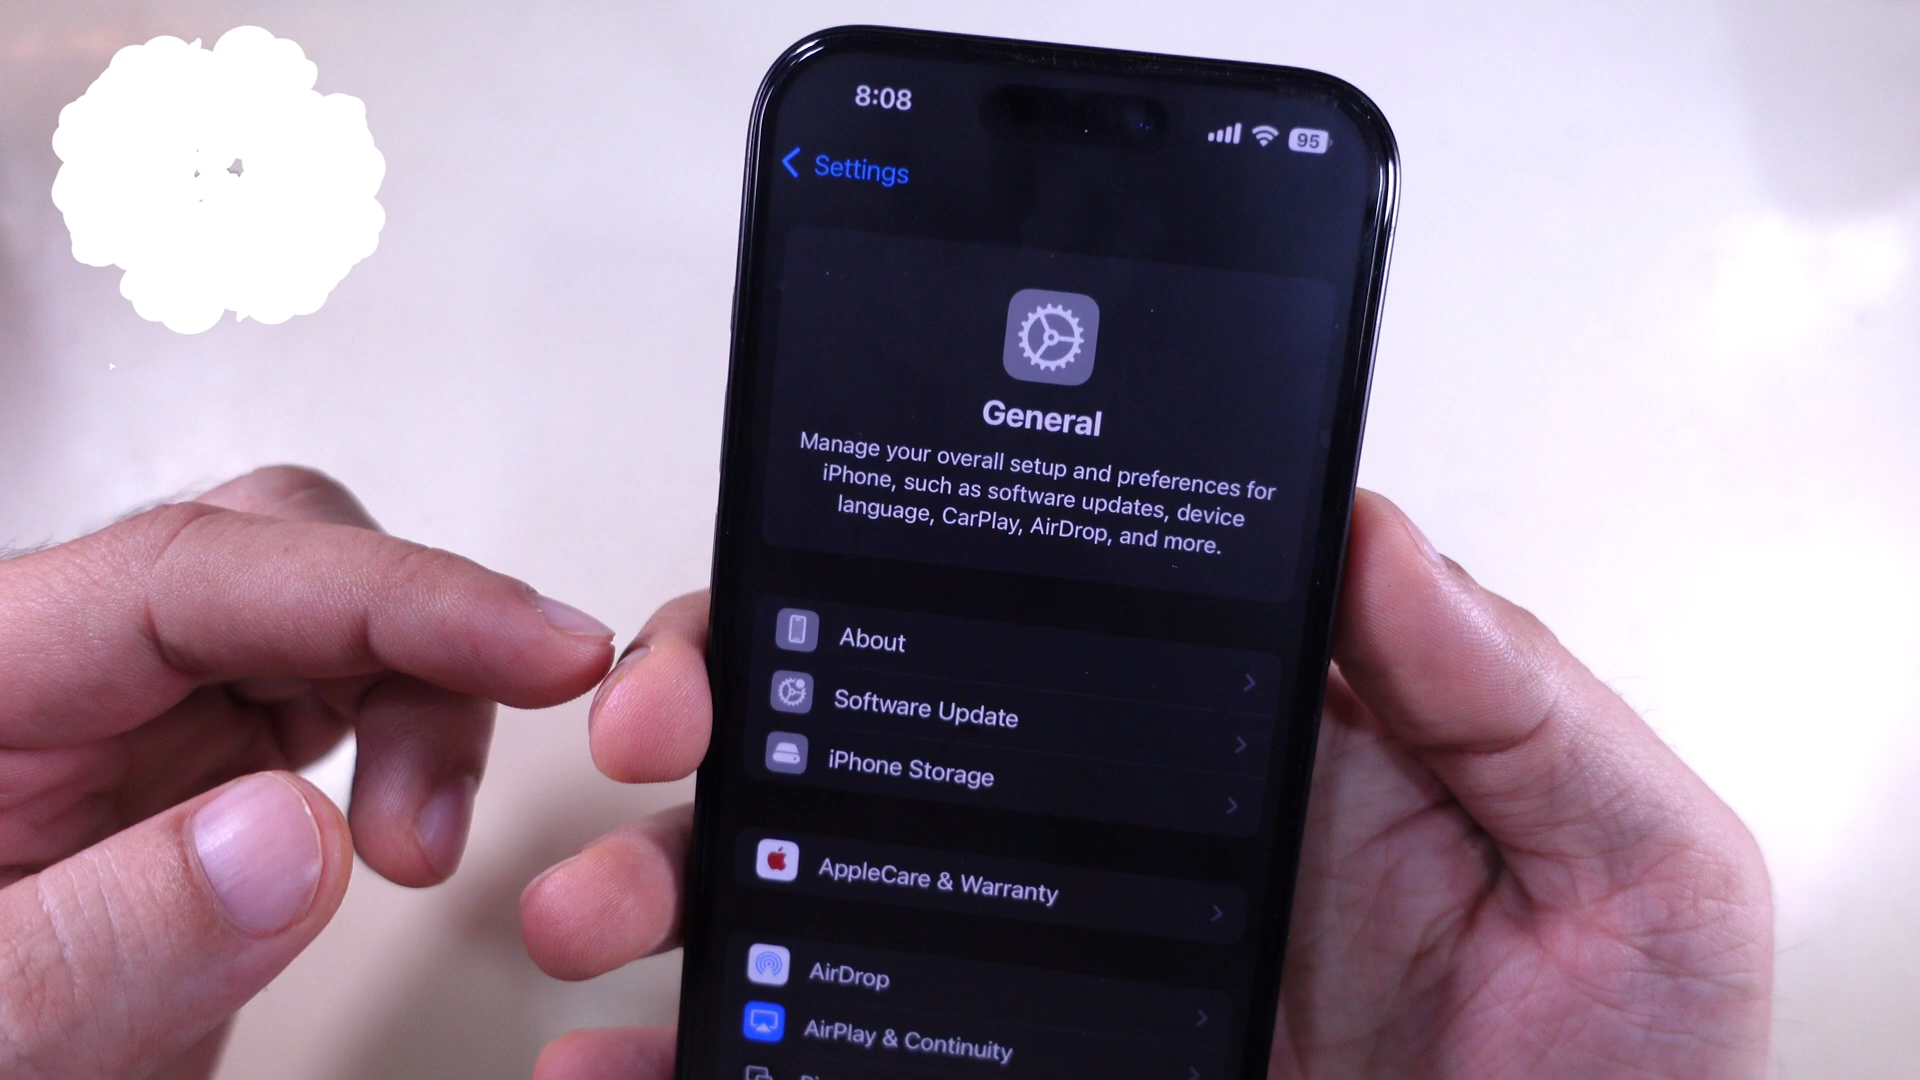 8:08
95
Settings
General
Manage your overall setup and preferences for
iPhone, such as software updates, device
language, CarPlay, AirDrop, and more.
About
Software Update
iPhone Storage
AppleCare & Warranty
AirDrop
AirPlay & Continuity